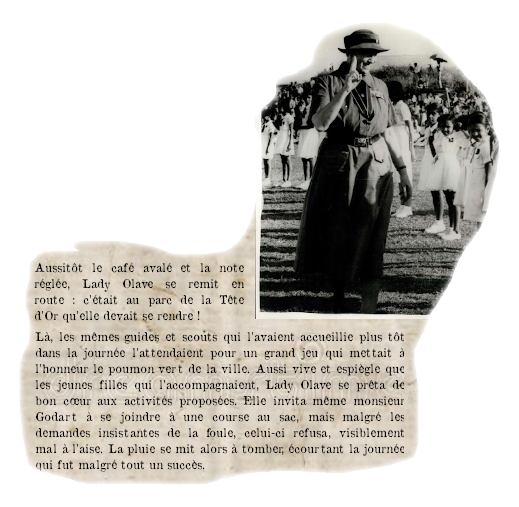 Aussitôt le café avalé et la note
réglée, Lady Olave se remit en
route : c'était au parc de la Tête
d'Or qu'elle devait se rendre !
Là, les mêmes guides et scouts qui l'avaient accueillie plus tôt
dans la journée l'attendaient pour un grand jeu qui mettait à
l'honneur le poumon vert de la ville. Aussi vive et espiègle que
les jeunes filles qui l'accompagnaient, Lady Olave se prêta de
bon cœur aux activités proposées. Elle invita même monsieur
Godart à se joindre à une course au sac, mais malgré les
demandes insistantes de la foule, celui-ci refusa, visiblement
mal à l'aise. La pluie se mit alors à tomber, écourtant la journée
qui fut malgré tout un succès.